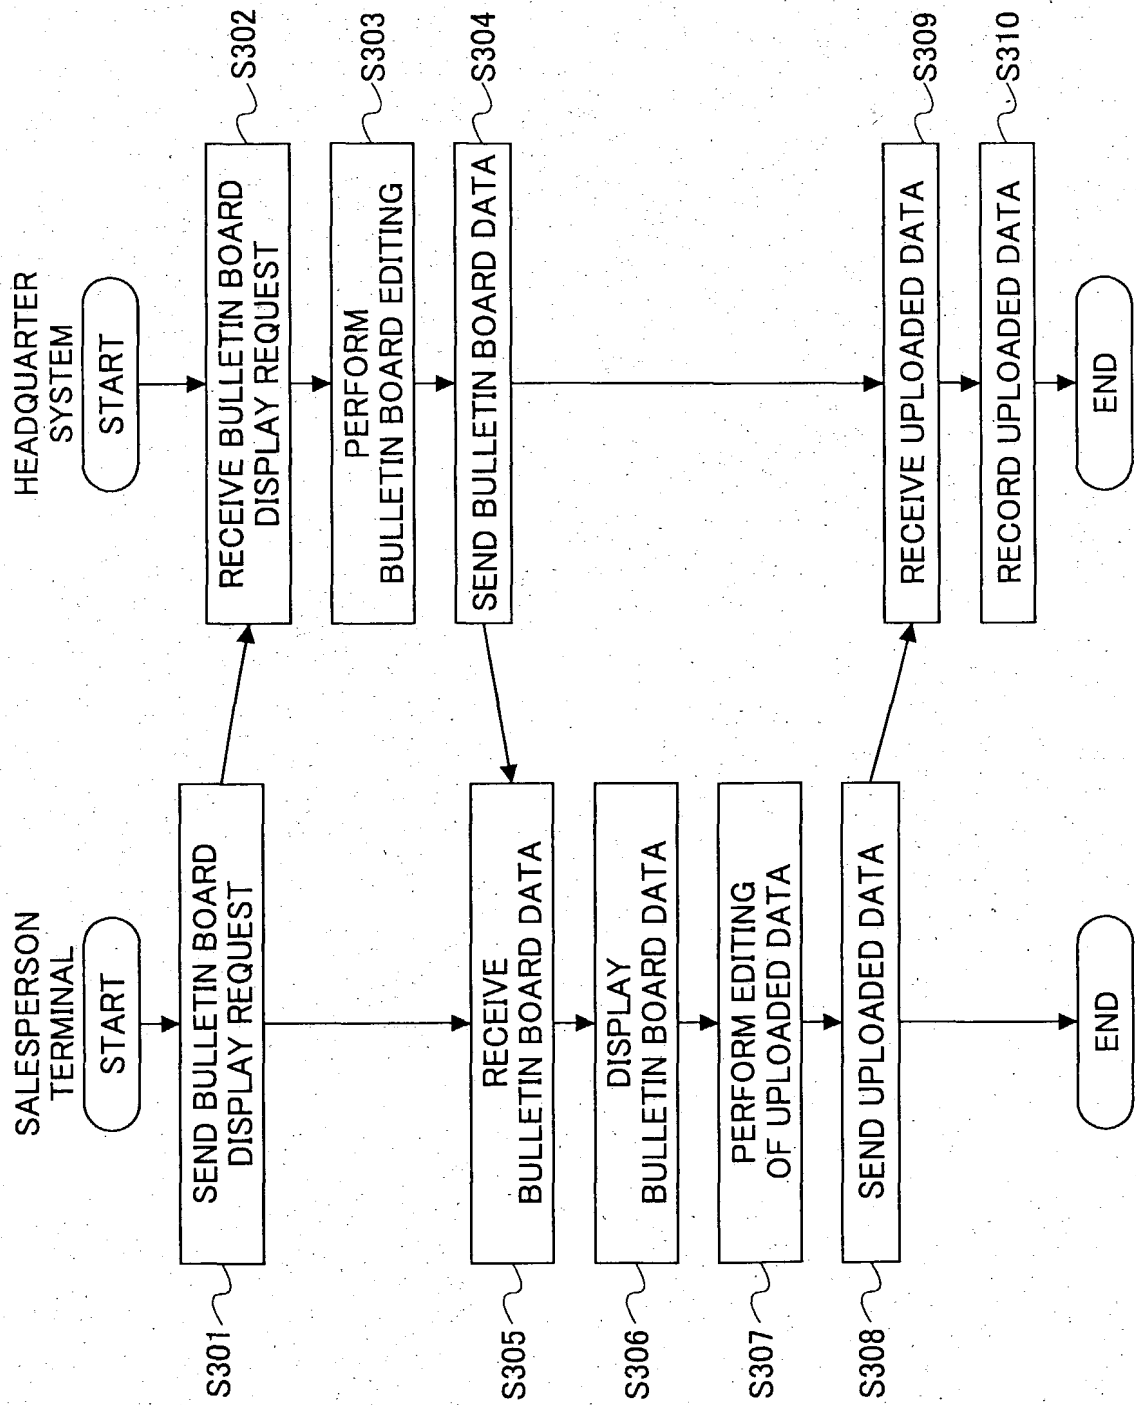 SALESPERSON
TERMINAL
START
S301
SEND BULLETIN BOARD
DISPLAY REQUEST
S305
RECEIVE
BULLETIN BOARD DATA
S306
DISPLAY
BULLETIN BOARD DATA
S307
PERFORM EDITING
OF UPLOADED DATA
S308
SEND UPLOADED DATA
END
HEADQUARTER
SYSTEM
START
RECEIVE BULLETIN BOARD
DISPLAY REQUEST
S302
PERFORM
BULLETIN BOARD EDITING
S303
SEND BULLETIN BOARD DATA
S304
RECEIVE UPLOADED DATA
S309
RECORD UPLOADED DATA
S310
END